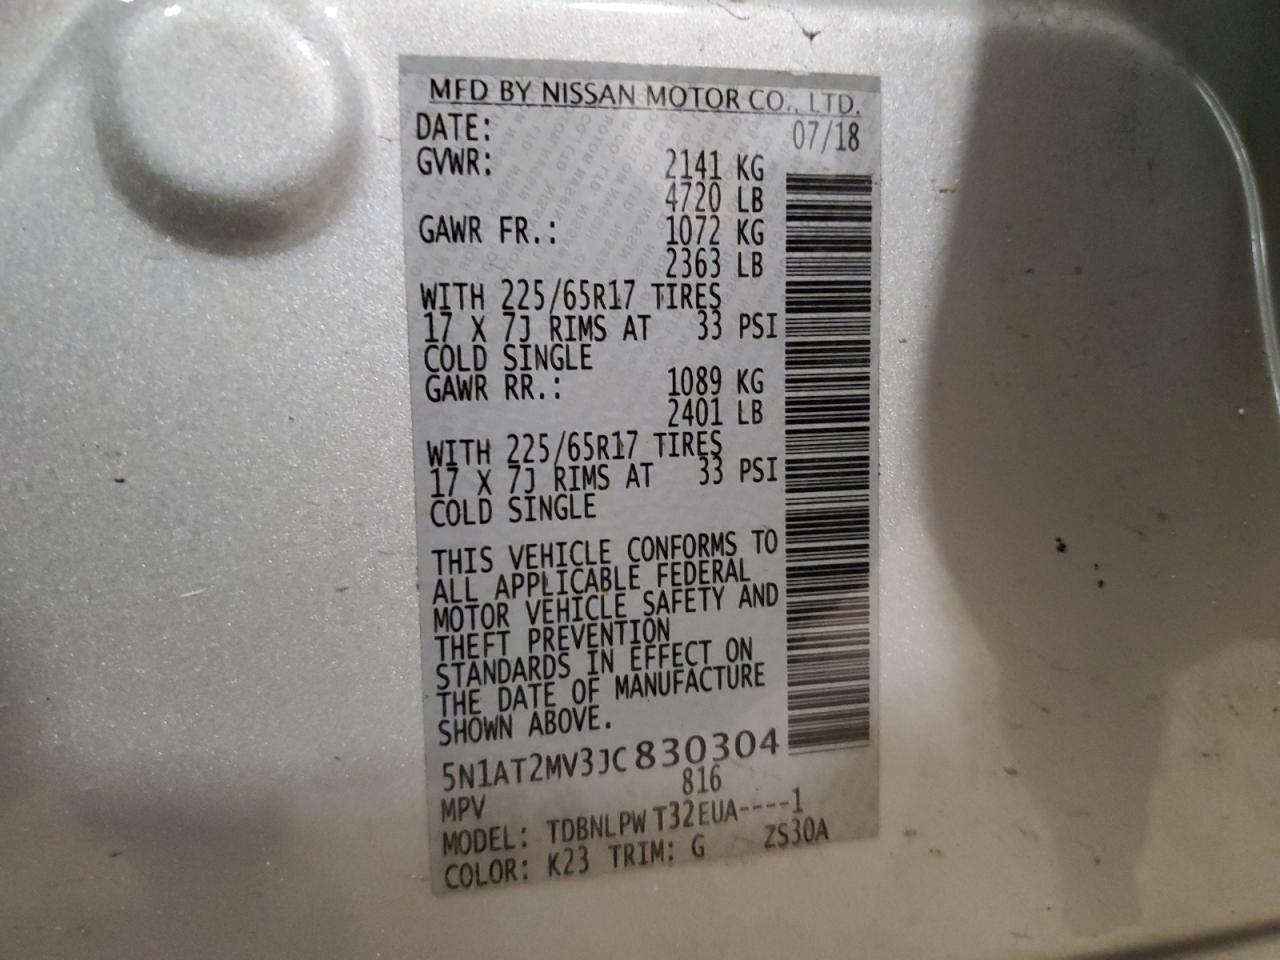 MFD BY NISSAN MOTOR CO., LTD.
DATE: 07/18
GVWR: 2141 KG
4720 LB
GAWR FR.: 1072 KG
2363 LB
WITH 225/65R17 TIRES
17 X 7J RIMS AT 33 PSI
COLD SINGLE
GAWR RR.: 1089 KG
2401 LB
WITH 225/65R17 TIRES
17 X 7J RIMS AT 33 PSI
COLD SINGLE
THIS VEHICLE CONFORMS TO
ALL APPLICABLE FEDERAL
MOTOR VEHICLE SAFETY AND
THEFT PREVENTION
STANDARDS IN EFFECT ON
THE DATE OF MANUFACTURE
SHOWN ABOVE.
5N1AT2MV3JC830304
MPV 816
MODEL: TDBNLPW T32EUA----1
COLOR: K23 TRIM: G ZS30A